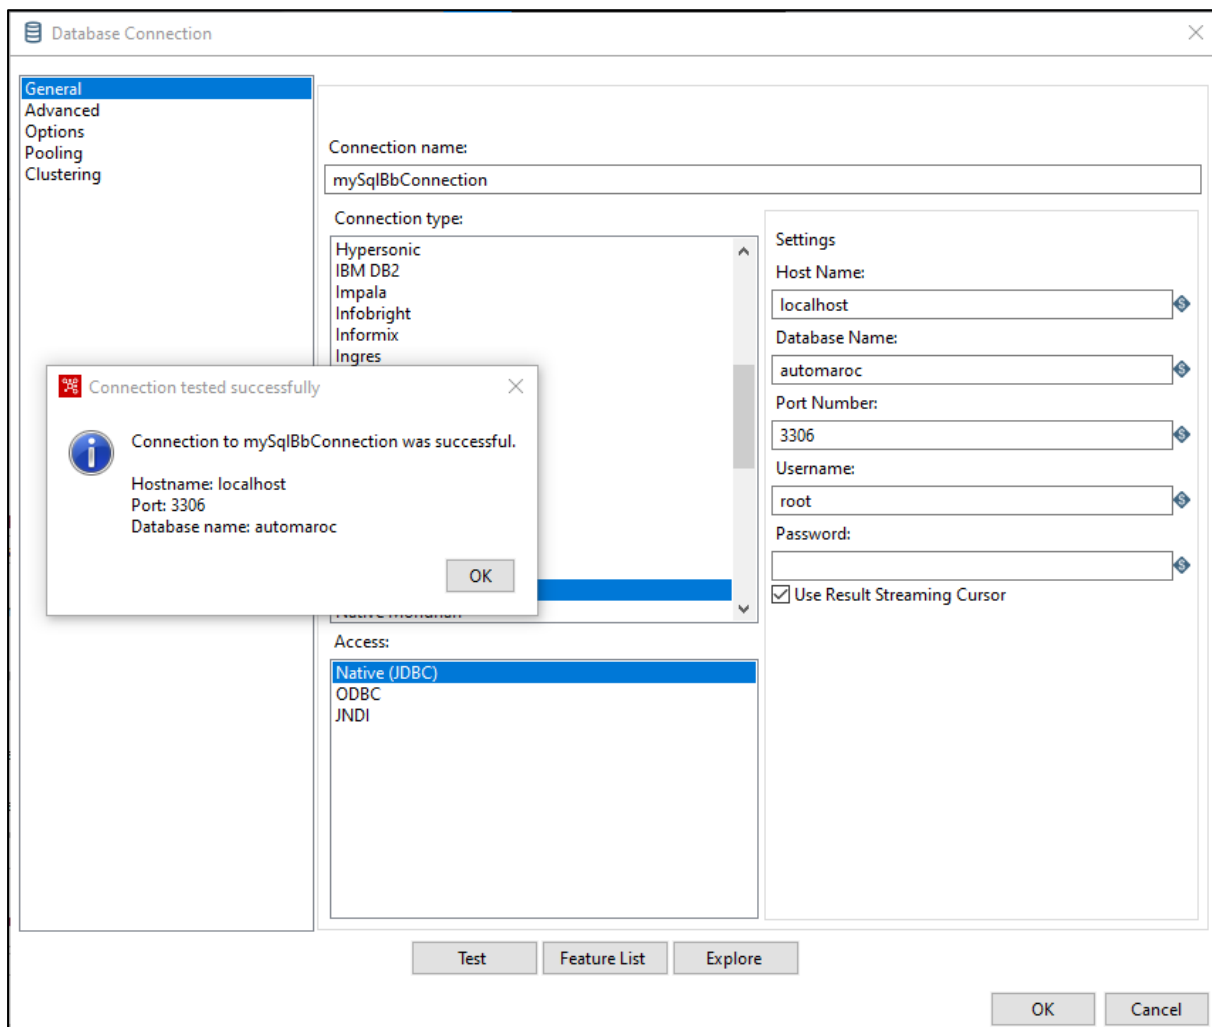 Database Connection
General
Advanced
Options
Pooling
Clustering
Connection name:
mySqlBbConnection
Connection type:
Hypersonic
IBM DB2
Impala
Infobright
Informix
Ingres
Settings
Host Name:
localhost
Database Name:
automaroc
Port Number:
3306
Username:
root
Password:
Use Result Streaming Cursor
Connection tested successfully
Connection to mySqlBbConnection was successful.
Hostname: localhost
Port: 3306
Database name: automaroc
OK
Access:
Native (JDBC)
ODBC
JNDI
Test
Feature List
Explore
OK
Cancel